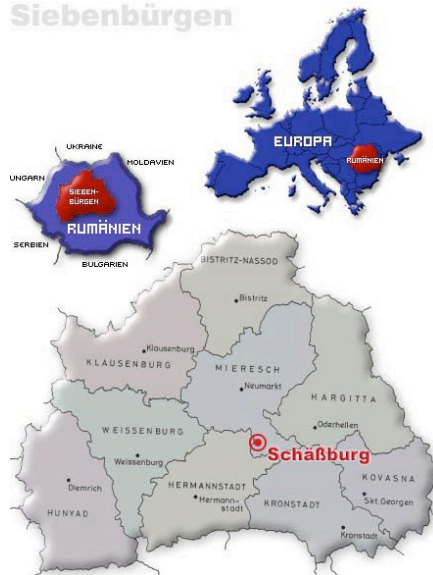 Siebenbürgen
EUROPA
RUMÄNIEN
UKRAINE
MOLDAVIEN
UNGARN
SIEBEN-
BÜRGEN
RUMÄNIEN
SERBIEN
BULGARIEN
BISTRITZ-NASSOD
Bistritz
Klausenburg
KLAUSENBURG
MIERESCH
Neumarkt
HARGITTA
Oderhellen
WEISSENBURG
Weissenburg
Schäßburg
HERMANNSTADT
Hermann-
stadt
KRONSTADT
KOVASNA
Skt.Georgen
Diemrich
HUNYAD
Kronstadt